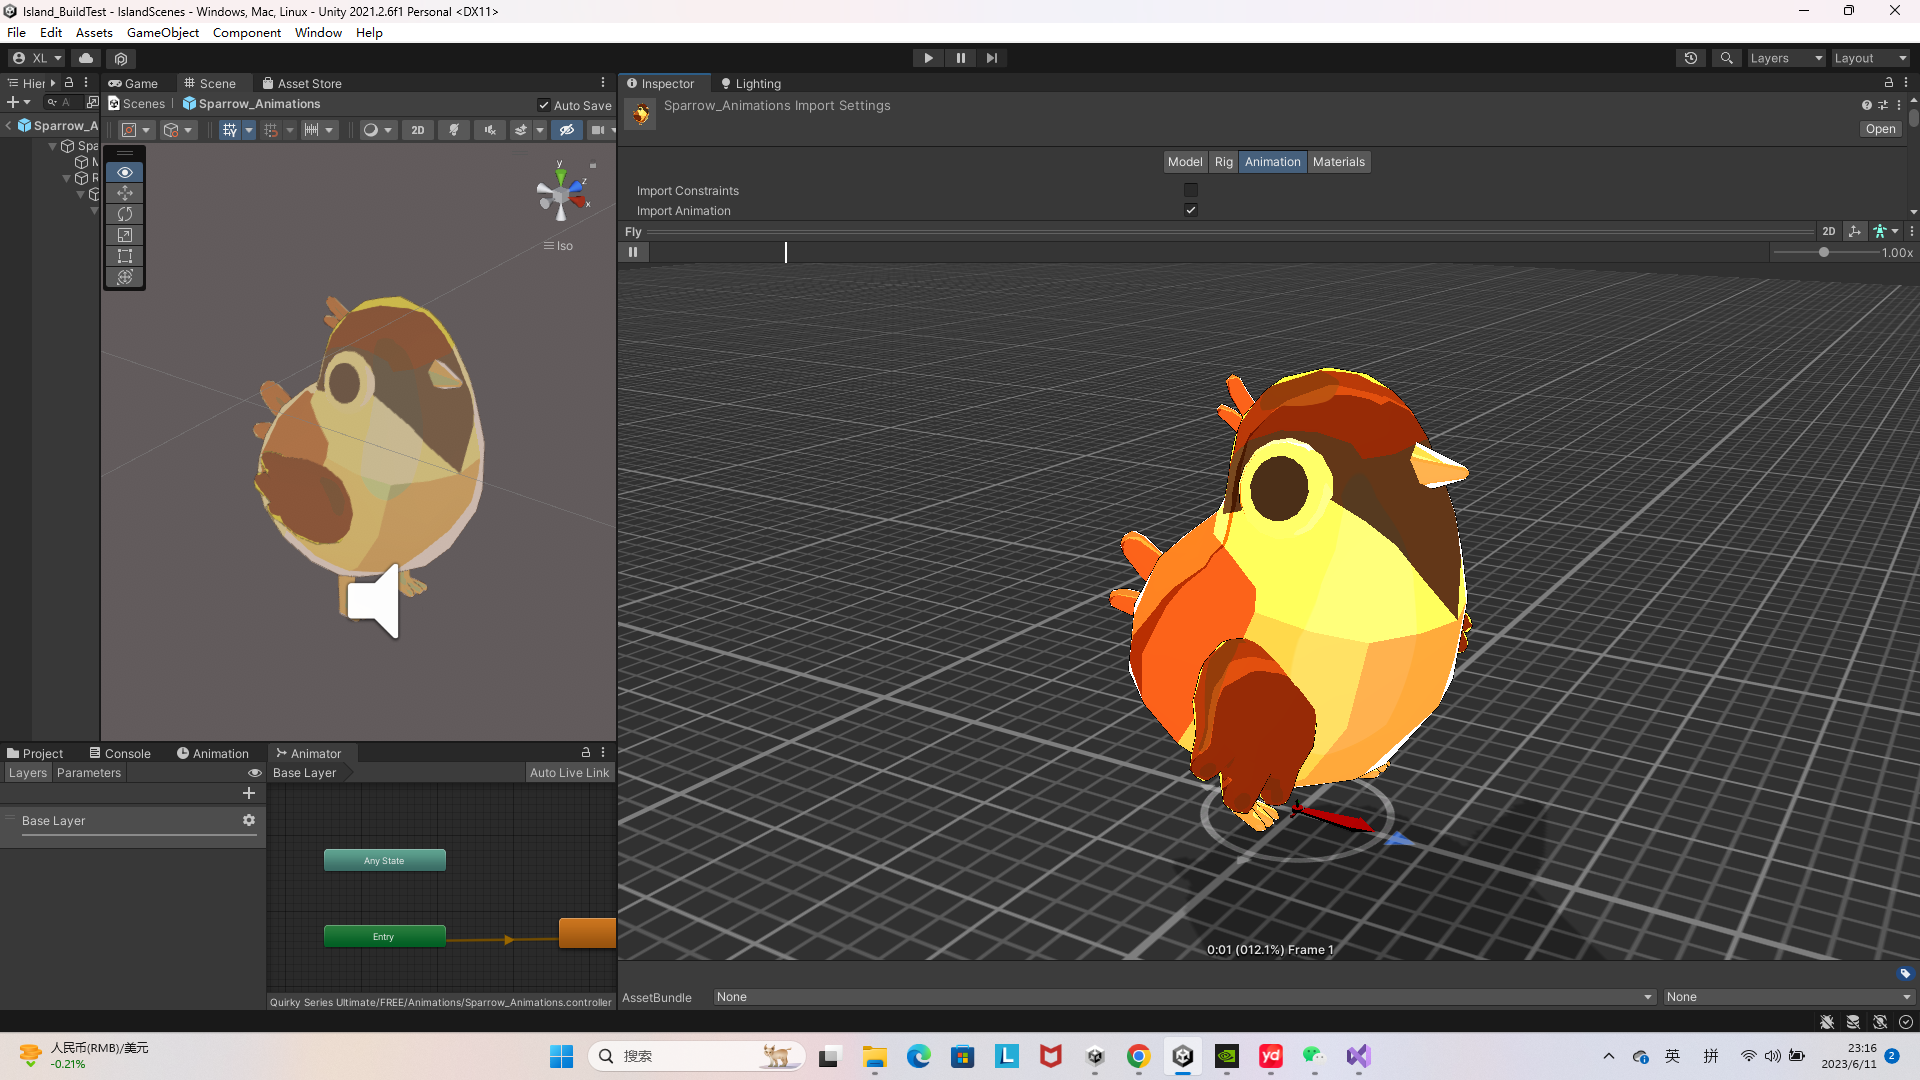 Island_BuildTest - IslandScenes - Windows, Mac, Linux - Unity 2021.2.6f1 Personal <DX11>
File Edit Assets GameObject Component Window Help
XL
Layers Layout
Hier
Game Scene Asset Store
Inspector Lighting
Scenes Sparrow_Animations
Auto Save
Sparrow_Animations Import Settings
Open
Sparrow_A
2D
Spa
Model Rig Animation Materials
Import Constraints
Import Animation
Fly
2D
1.00x
y
z
x
Iso
0:01 (012.1%) Frame 1
Project Console Animation Animator
Layers Parameters
Base Layer
Auto Live Link
Base Layer
Any State
Entry
Quirky Series Ultimate/FREE/Animations/Sparrow_Animations.controller
AssetBundle None None
人民币(RMB)/美元
-0.21%
搜索
L
yd
英
拼
23:16
2023/6/11
2